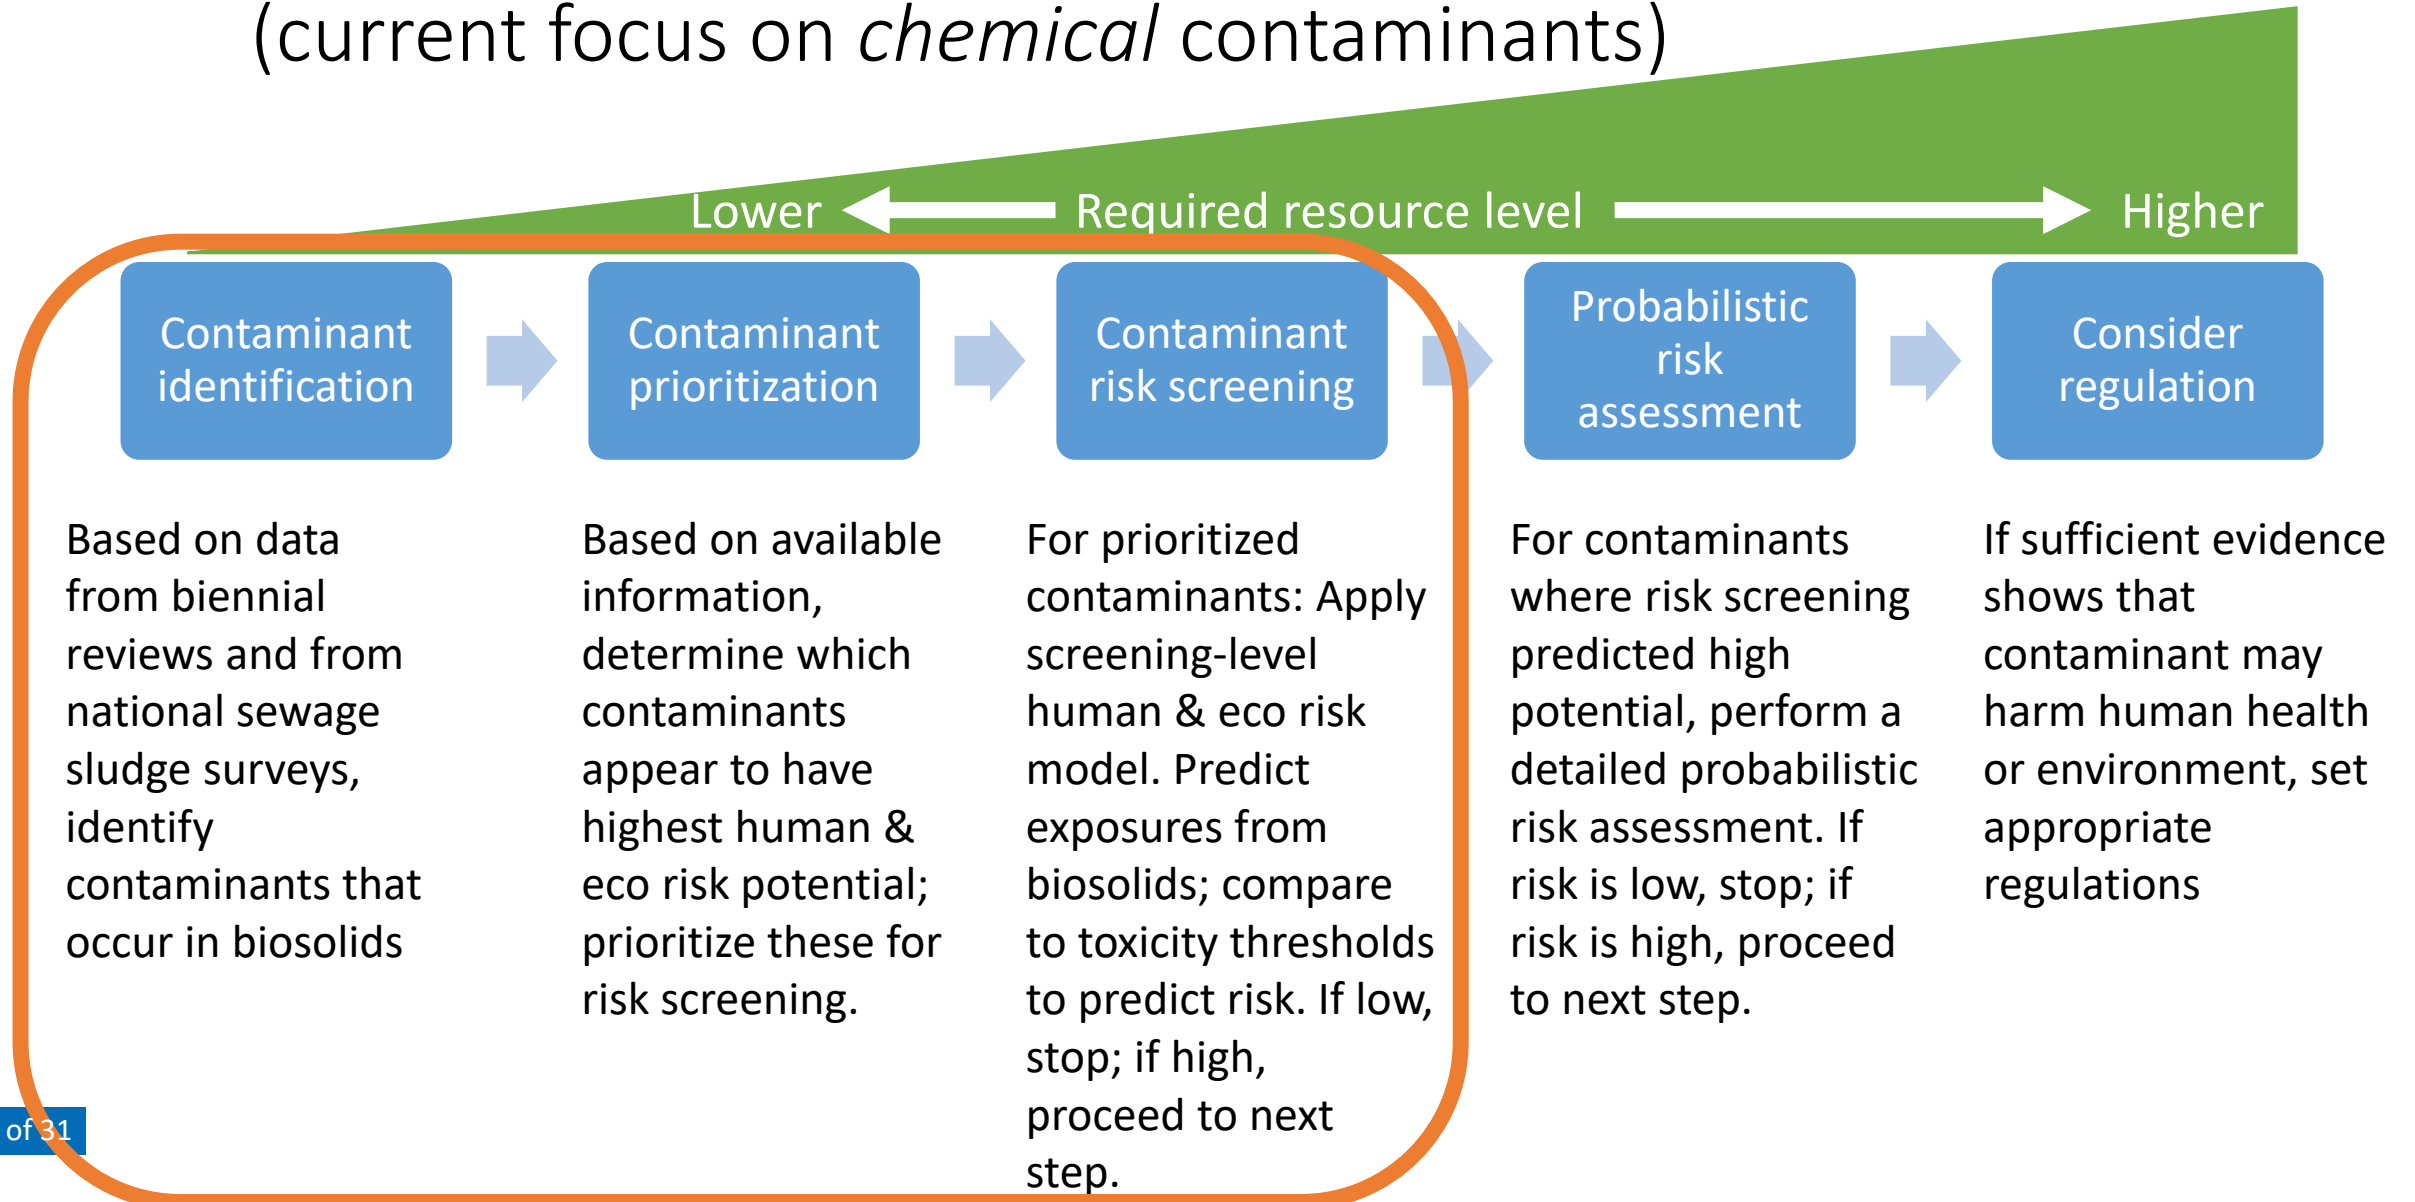 (current focus on chemical contaminants)
Lower Required resource level Higher
Contaminant
identification
Contaminant
prioritization
Contaminant
risk screening
Probabilistic
risk
assessment
Consider
regulation
Based on data
from biennial
reviews and from
national sewage
sludge surveys,
identify
contaminants that
occur in biosolids
Based on available
information,
determine which
contaminants
appear to have
highest human &
eco risk potential;
prioritize these for
risk screening.
For prioritized
contaminants: Apply
screening-level
human & eco risk
model. Predict
exposures from
biosolids; compare
to toxicity thresholds
to predict risk. If low,
stop; if high,
proceed to next
step.
For contaminants
where risk screening
predicted high
potential, perform a
detailed probabilistic
risk assessment. If
risk is low, stop; if
risk is high, proceed
to next step.
If sufficient evidence
shows that
contaminant may
harm human health
or environment, set
appropriate
regulations
of 31